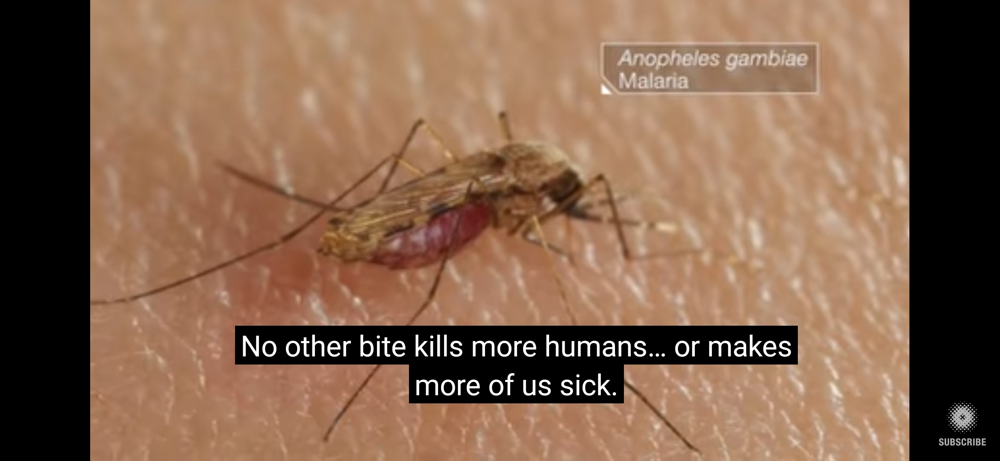 Anopheles gambiae
Malaria
No other bite kills more humans... or makes
more of us sick.
SUBSCRIBE